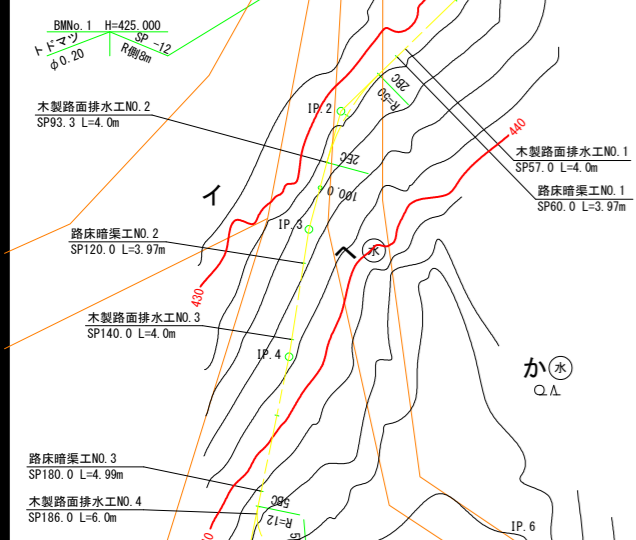 BMNo.1 H=425.000
トドマツ SP -12
φ0.20 R側8m
木製路面排水工NO.2
SP93.3 L=4.0m
IP.2
2BC
R=50
440
木製路面排水工NO.1
SP57.0 L=4.0m
路床暗渠工NO.1
SP60.0 L=3.97m
2EC
100.0
イ
IP.3
路床暗渠工NO.2
SP120.0 L=3.97m
へ 水
430
木製路面排水工NO.3
SP140.0 L=4.0m
IP.4
か 水
路床暗渠工NO.3
SP180.0 L=4.99m
木製路面排水工NO.4
SP186.0 L=6.0m
5BC
R=12
IP.6